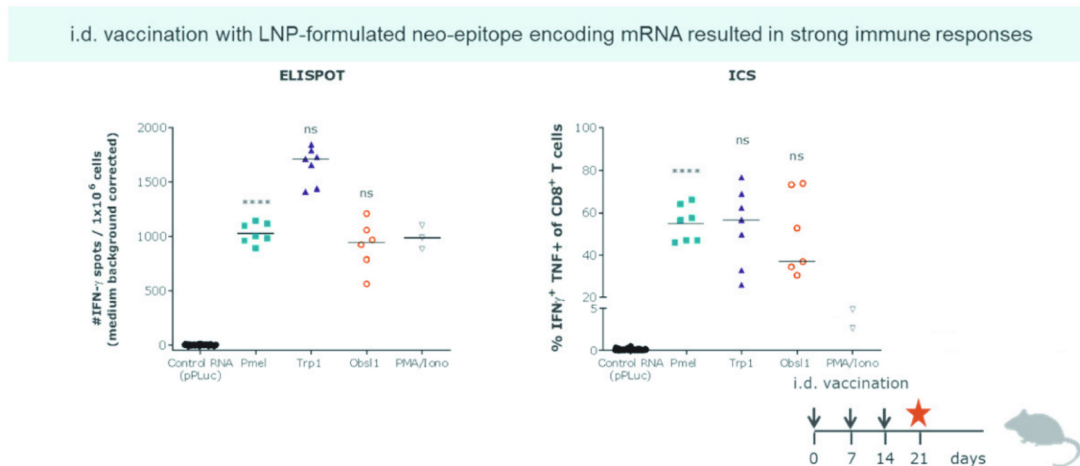 i.d. vaccination with LNP-formulated neo-epitope encoding mRNA resulted in strong immune responses
ELISPOT
#IFN-γ spots / 1x10⁶ cells
(medium background corrected)
2000
1500
1000
500
0
****
ns
ns
Control RNA
(pPLuc)
Pmel
Trp1
Obsl1
PMA/Iono
ICS
% IFNγ⁺ TNF+ of CD8⁺ T cells
100
80
60
40
20
5
0
****
ns
ns
Control RNA
(pPLuc)
Pmel
Trp1
Obsl1
PMA/Iono
i.d. vaccination
0 7 14 21 days